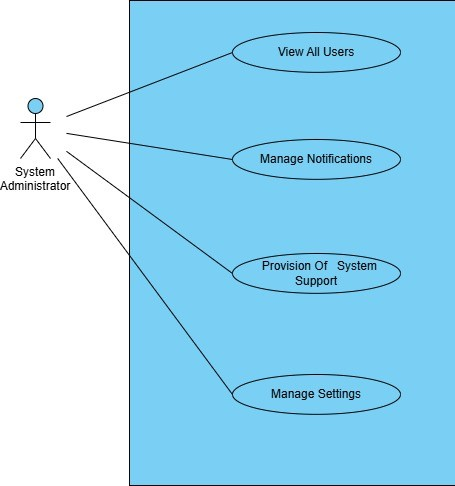 View All Users
System
Administrator
Manage Notifications
Provision Of System
Support
Manage Settings